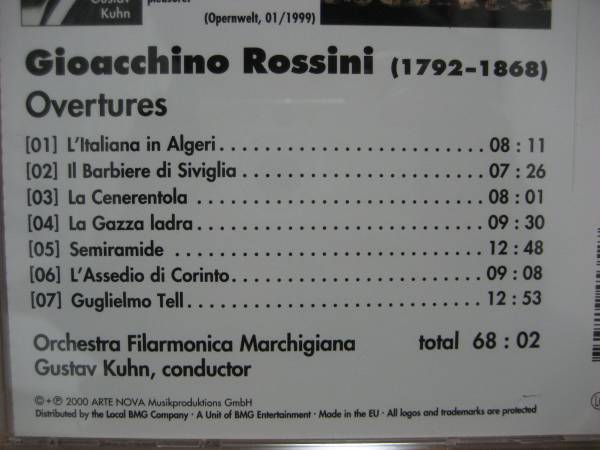 Gustav
Kuhn
pleasure!
(Opernwelt, 01/1999)
Gioacchino Rossini (1792-1868)
Overtures
[01] L'Italiana in Algeri........................... 08 : 11
[02] Il Barbiere di Siviglia......................... 07 : 26
[03] La Cenerentola ............................. 08 : 01
[04] La Gazza ladra............................. 09 : 30
[05] Semiramide ............................... 12 : 48
[06] L'Assedio di Corinto......................... 09 : 08
[07] Guglielmo Tell.............................. 12 : 53
Orchestra Filarmonica Marchigiana total 68 : 02
Gustav Kuhn, conductor
©+℗ 2000 ARTE NOVA Musikproduktions GmbH
Distributed by the Local BMG Company · A Unit of BMG Entertainment · Made in the EU · All logos and trademarks are protected